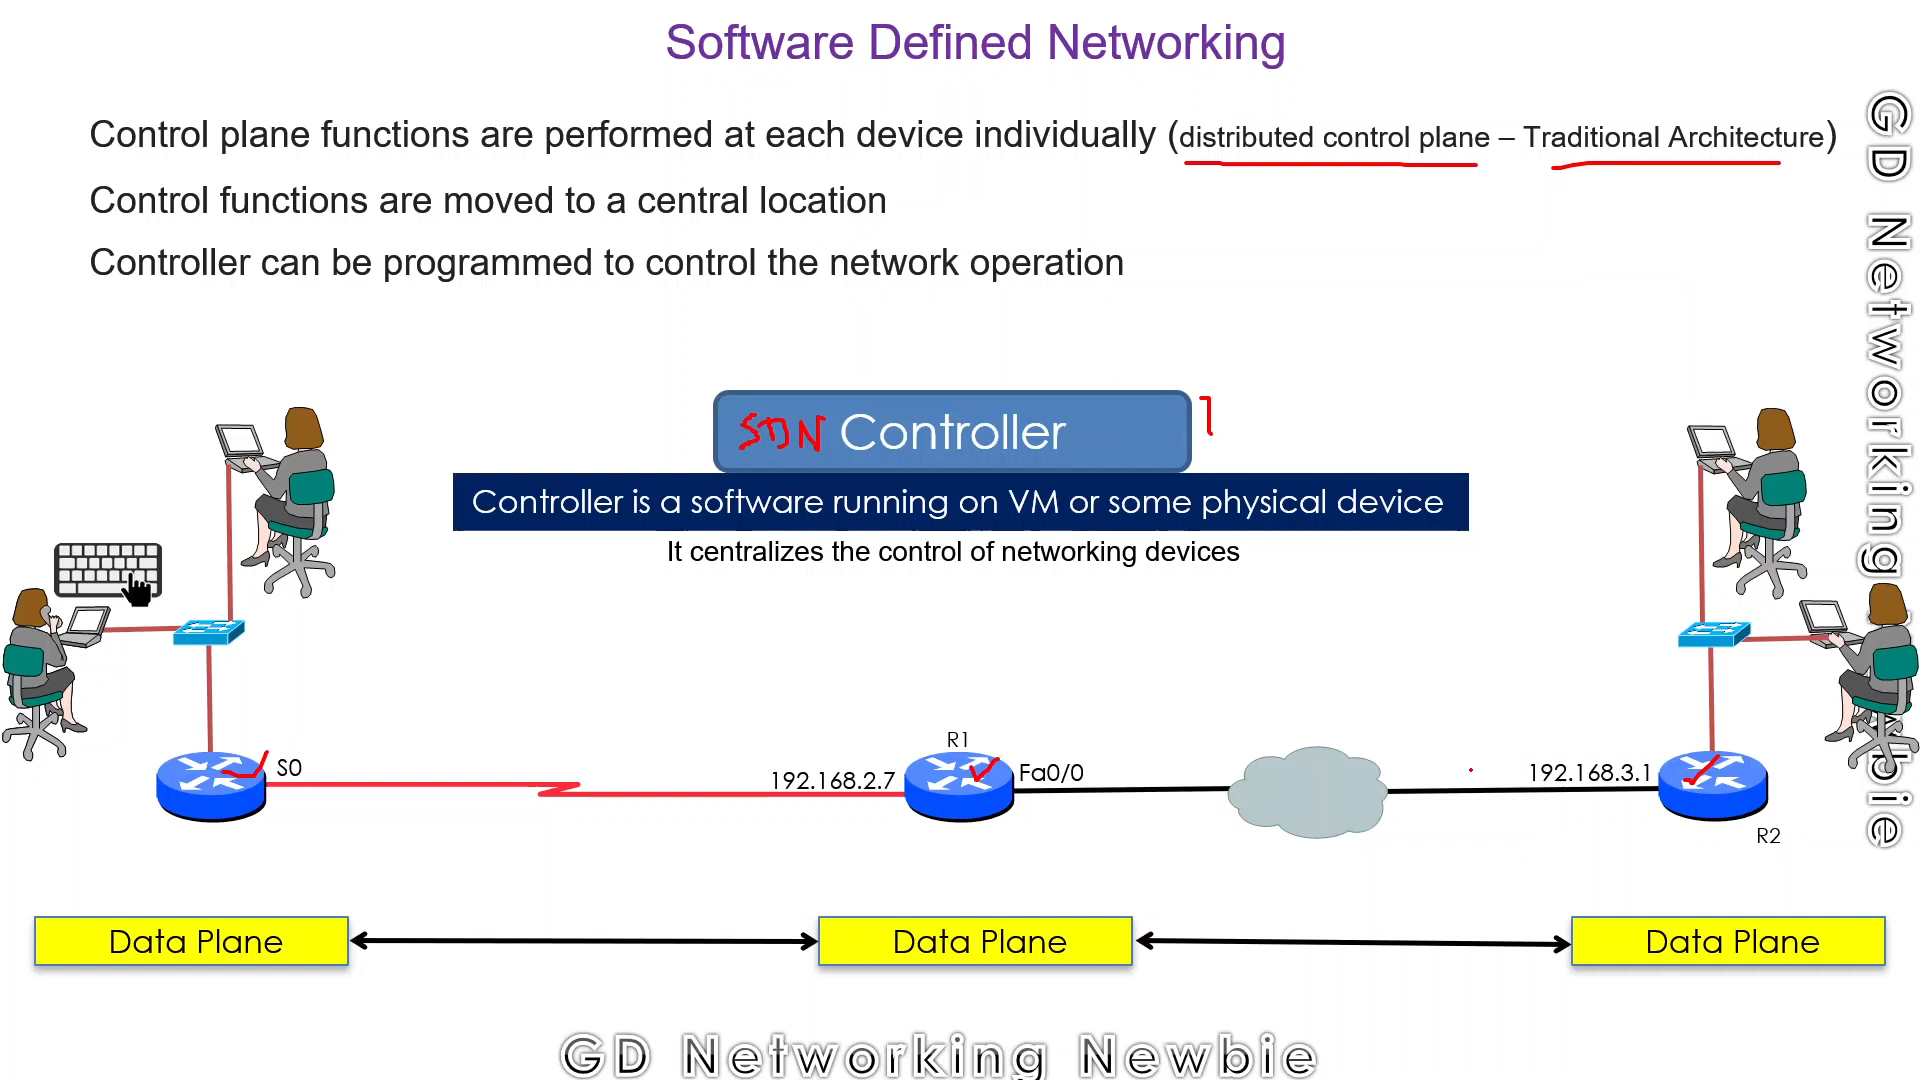 Software Defined Networking
Control plane functions are performed at each device individually (distributed control plane – Traditional Architecture)
Control functions are moved to a central location
Controller can be programmed to control the network operation
SDN Controller
Controller is a software running on VM or some physical device
It centralizes the control of networking devices
R1
S0
192.168.2.7
Fa0/0
192.168.3.1
R2
Data Plane
Data Plane
Data Plane
GD Networking Newbie
GD Networking Newbie